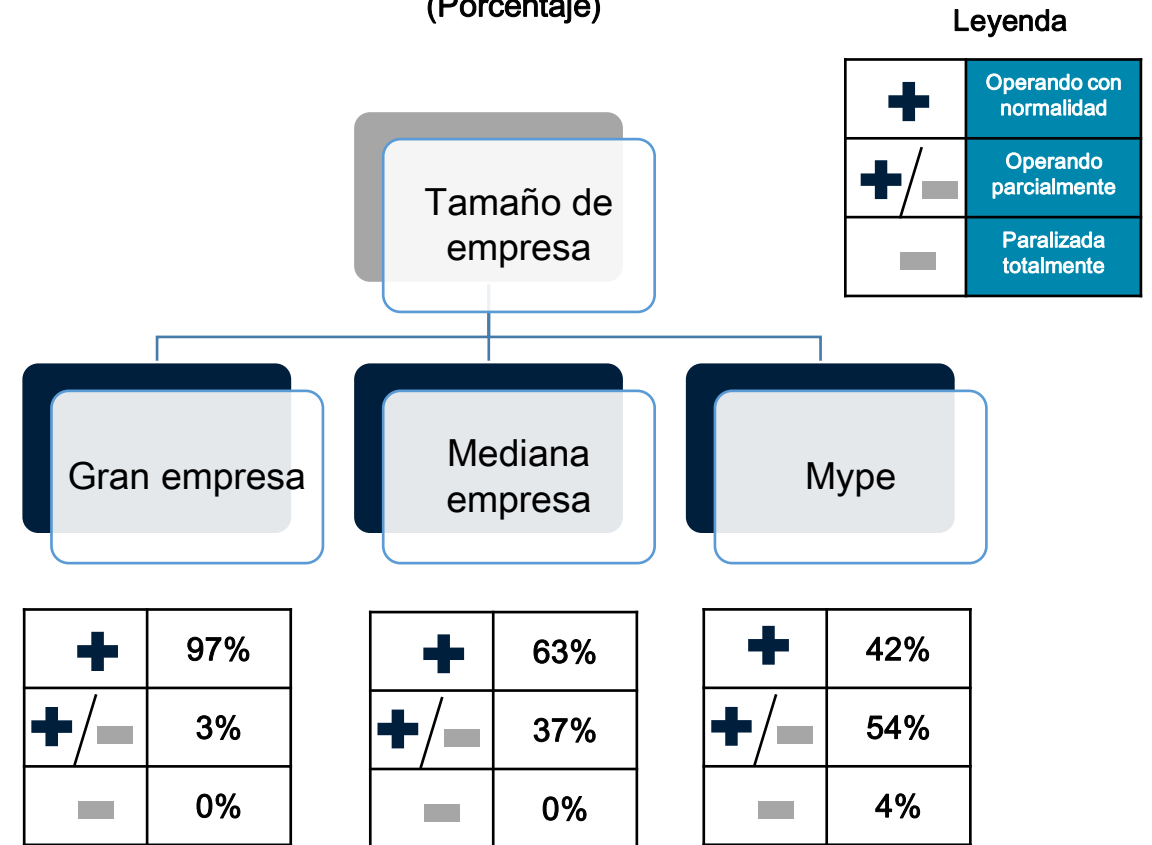 (Porcentaje)
Leyenda
Operando con
normalidad
Operando
parcialmente
Paralizada
totalmente
Tamaño de
empresa
Gran empresa
Mediana
empresa
Mype
97%
3%
0%
63%
37%
0%
42%
54%
4%